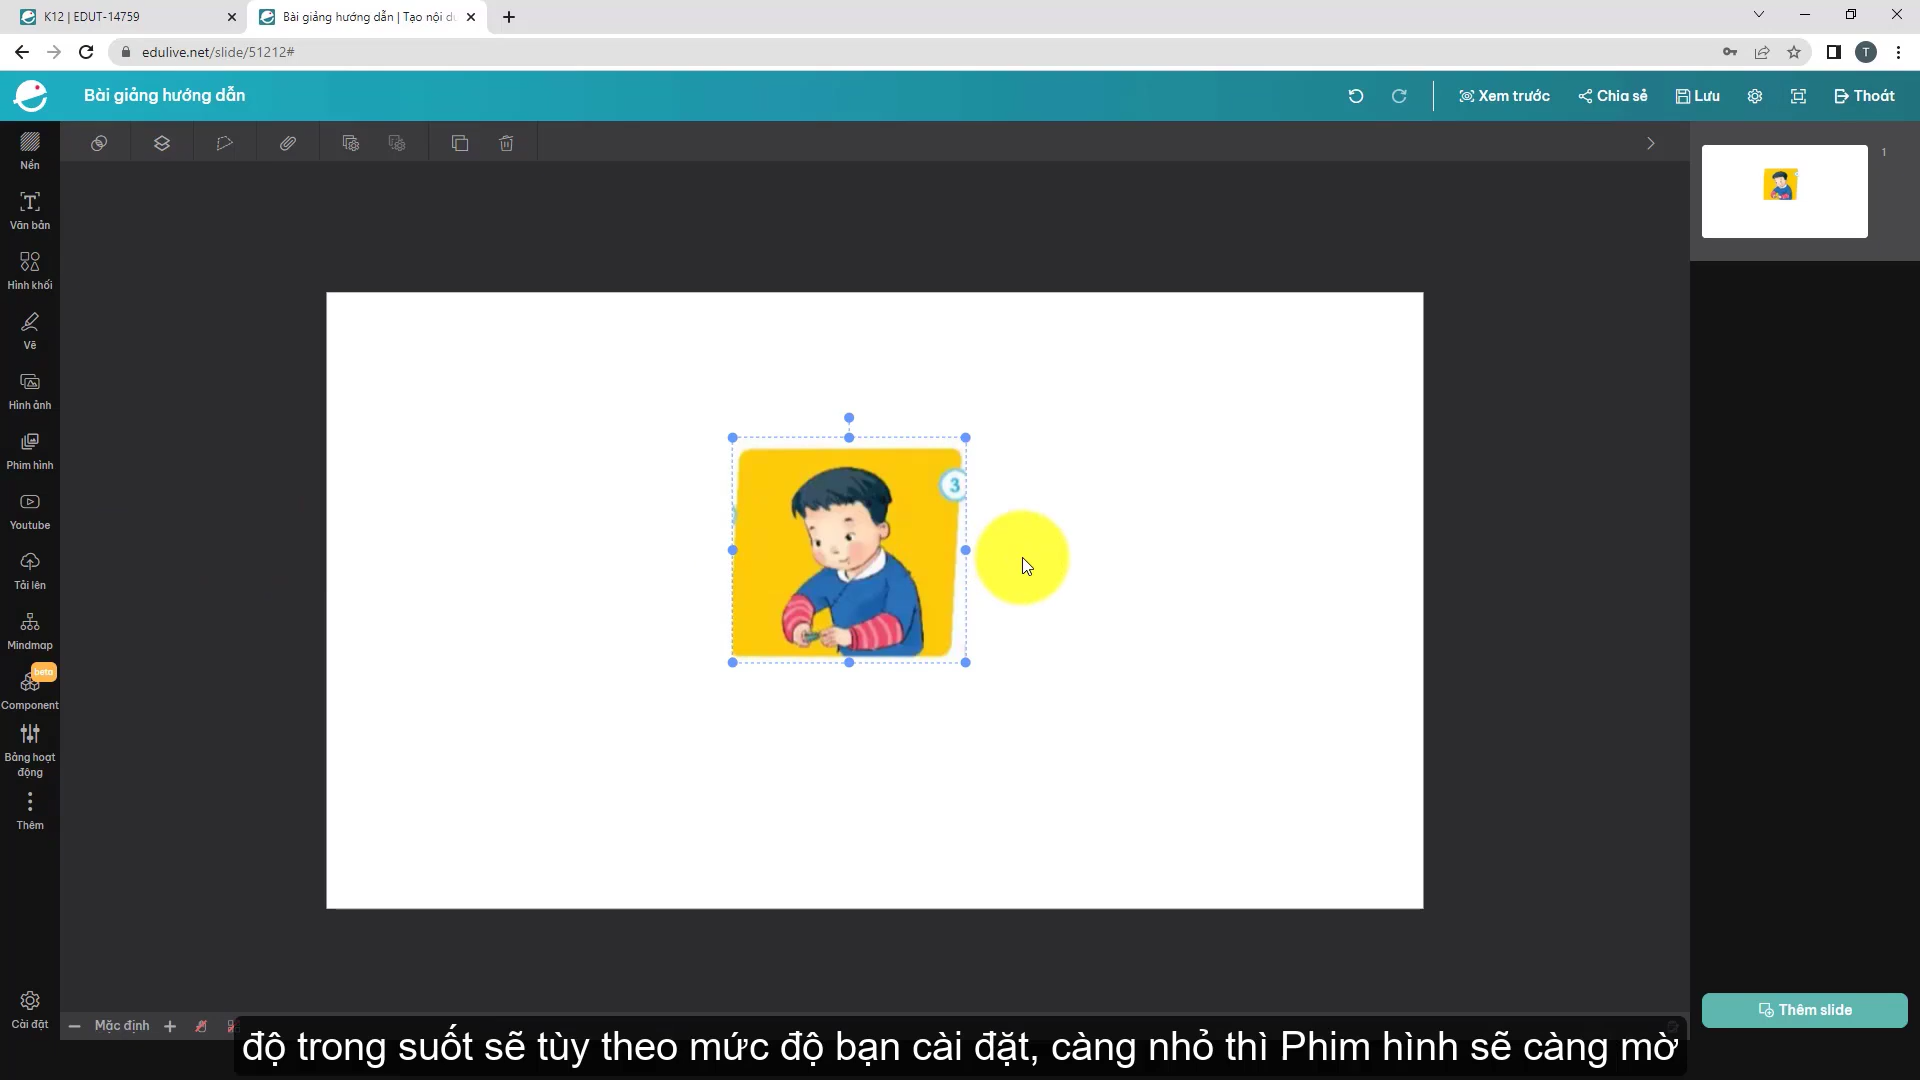 K12 | EDUT-14759
Bài giảng hướng dẫn | Tạo nội du
edulive.net/slide/51212#
T
Bài giảng hướng dẫn
Xem trước
Chia sẻ
Lưu
Thoát
Nền
Văn bản
Hình khối
Vẽ
Hình ảnh
Phim hình
Youtube
Tải lên
Mindmap
beta
Component
Bảng hoạt
động
Thêm
Cài đặt
3
1
Mặc định
Thêm slide
độ trong suốt sẽ tùy theo mức độ bạn cài đặt, càng nhỏ thì Phim hình sẽ càng mờ